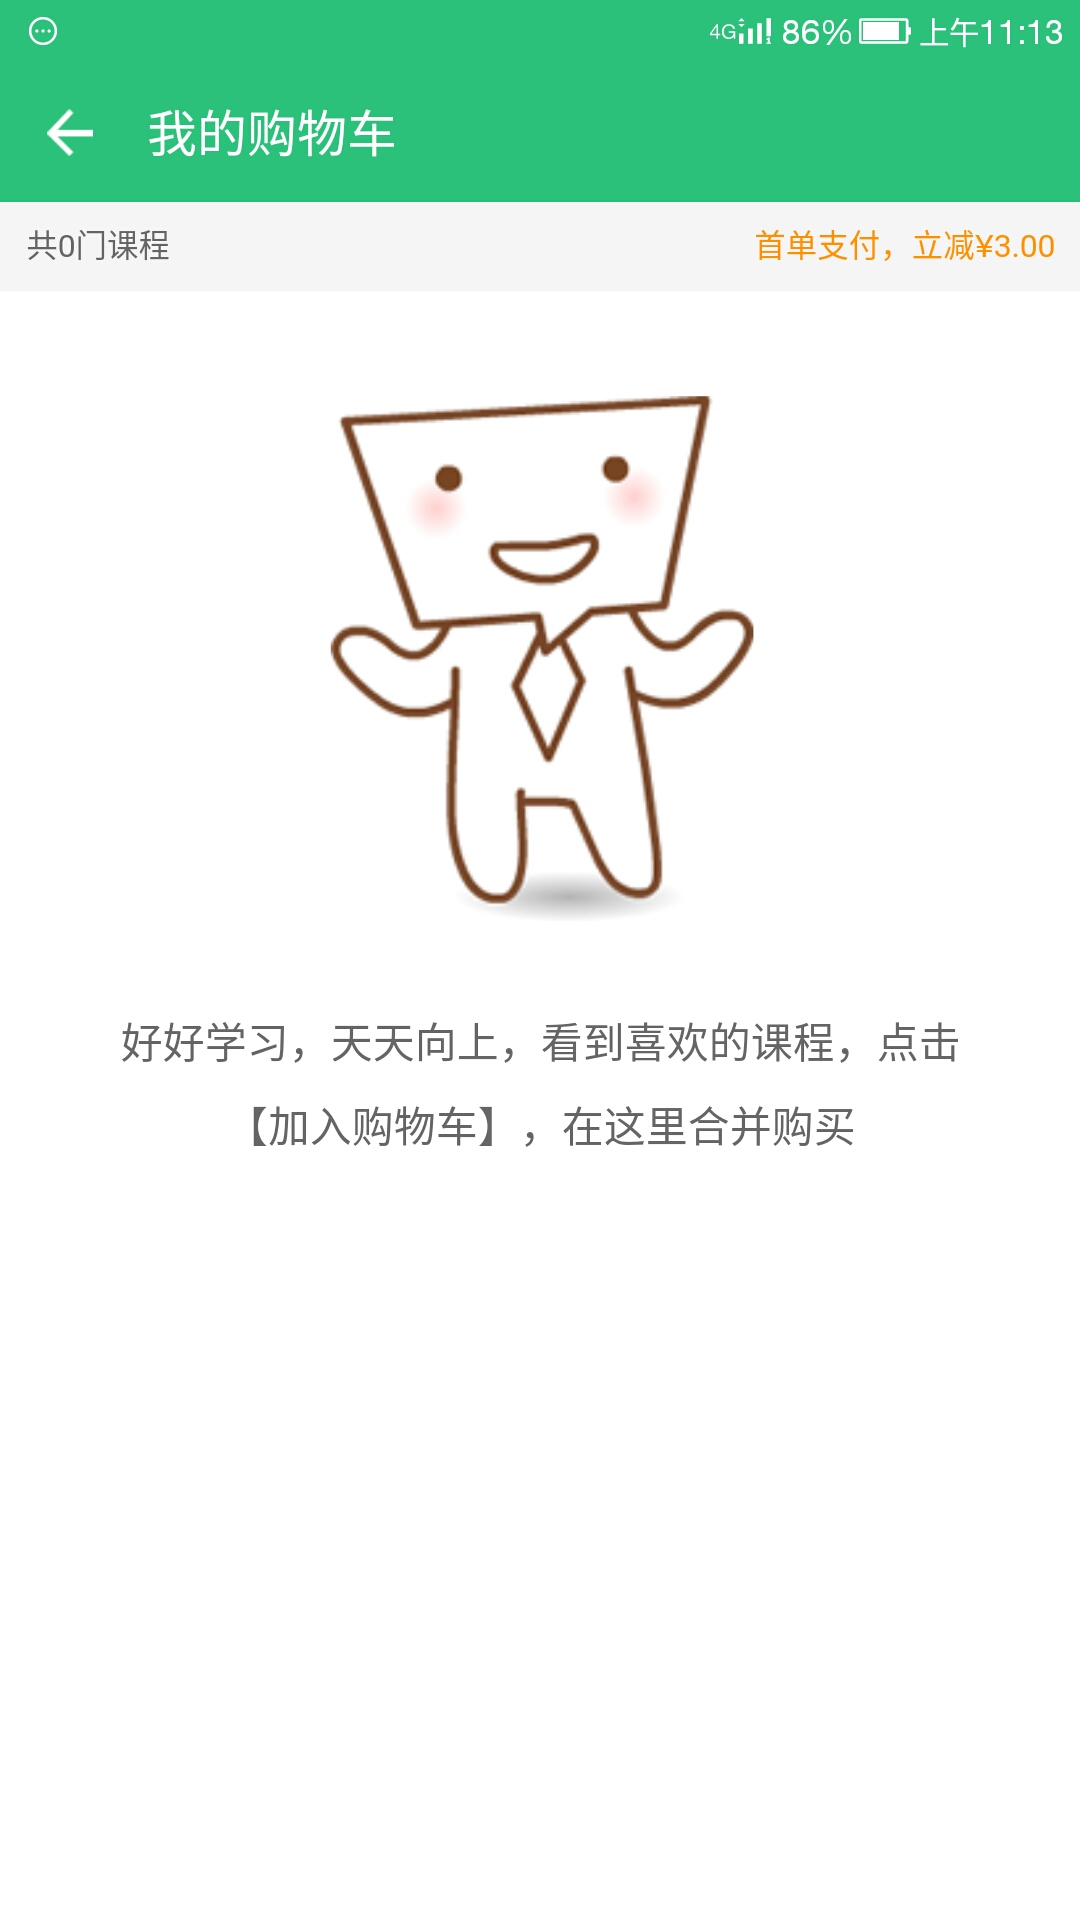 4G 86% 上午11:13
我的购物车
共0门课程 首单支付，立减¥3.00
好好学习，天天向上，看到喜欢的课程，点击
【加入购物车】，在这里合并购买